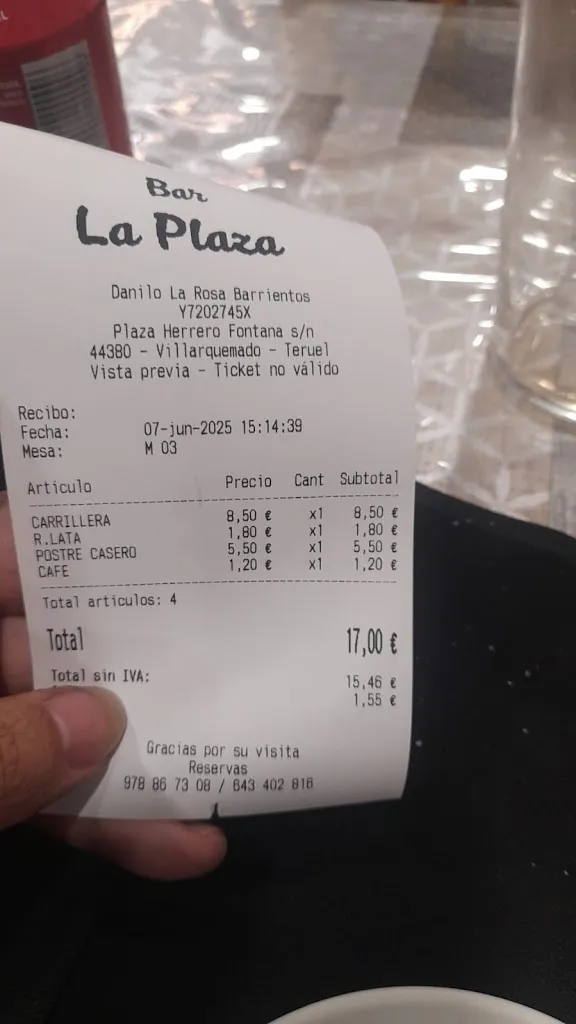 Bar
La Plaza
Danilo La Rosa Barrientos
Y7202745X
Plaza Herrero Fontana s/n
44380 - Villarquemado - Teruel
Vista previa - Ticket no válido
Recibo:
Fecha: 07-jun-2025 15:14:39
Mesa: M 03
Artículo Precio Cant Subtotal
CARRILLERA 8,50 € x1 8,50 €
R.LATA 1,80 € x1 1,80 €
POSTRE CASERO 5,50 € x1 5,50 €
CAFE 1,20 € x1 1,20 €
Total artículos: 4
Total 17,00 €
Total sin IVA: 15,46 €
1,55 €
Gracias por su visita
Reservas
978 86 73 08 / 643 402 816